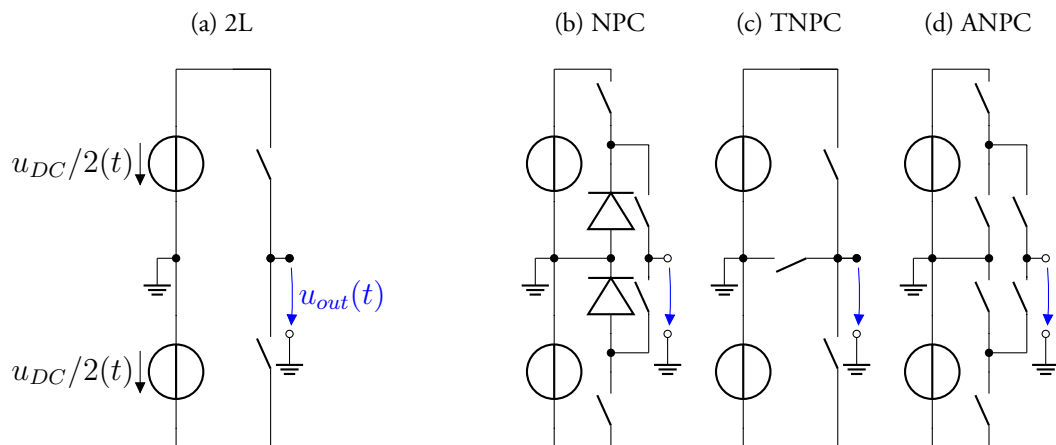 (a) 2L
(b) NPC
(c) TNPC
(d) ANPC
u_{DC}/2(t)
u_{out}(t)
u_{DC}/2(t)